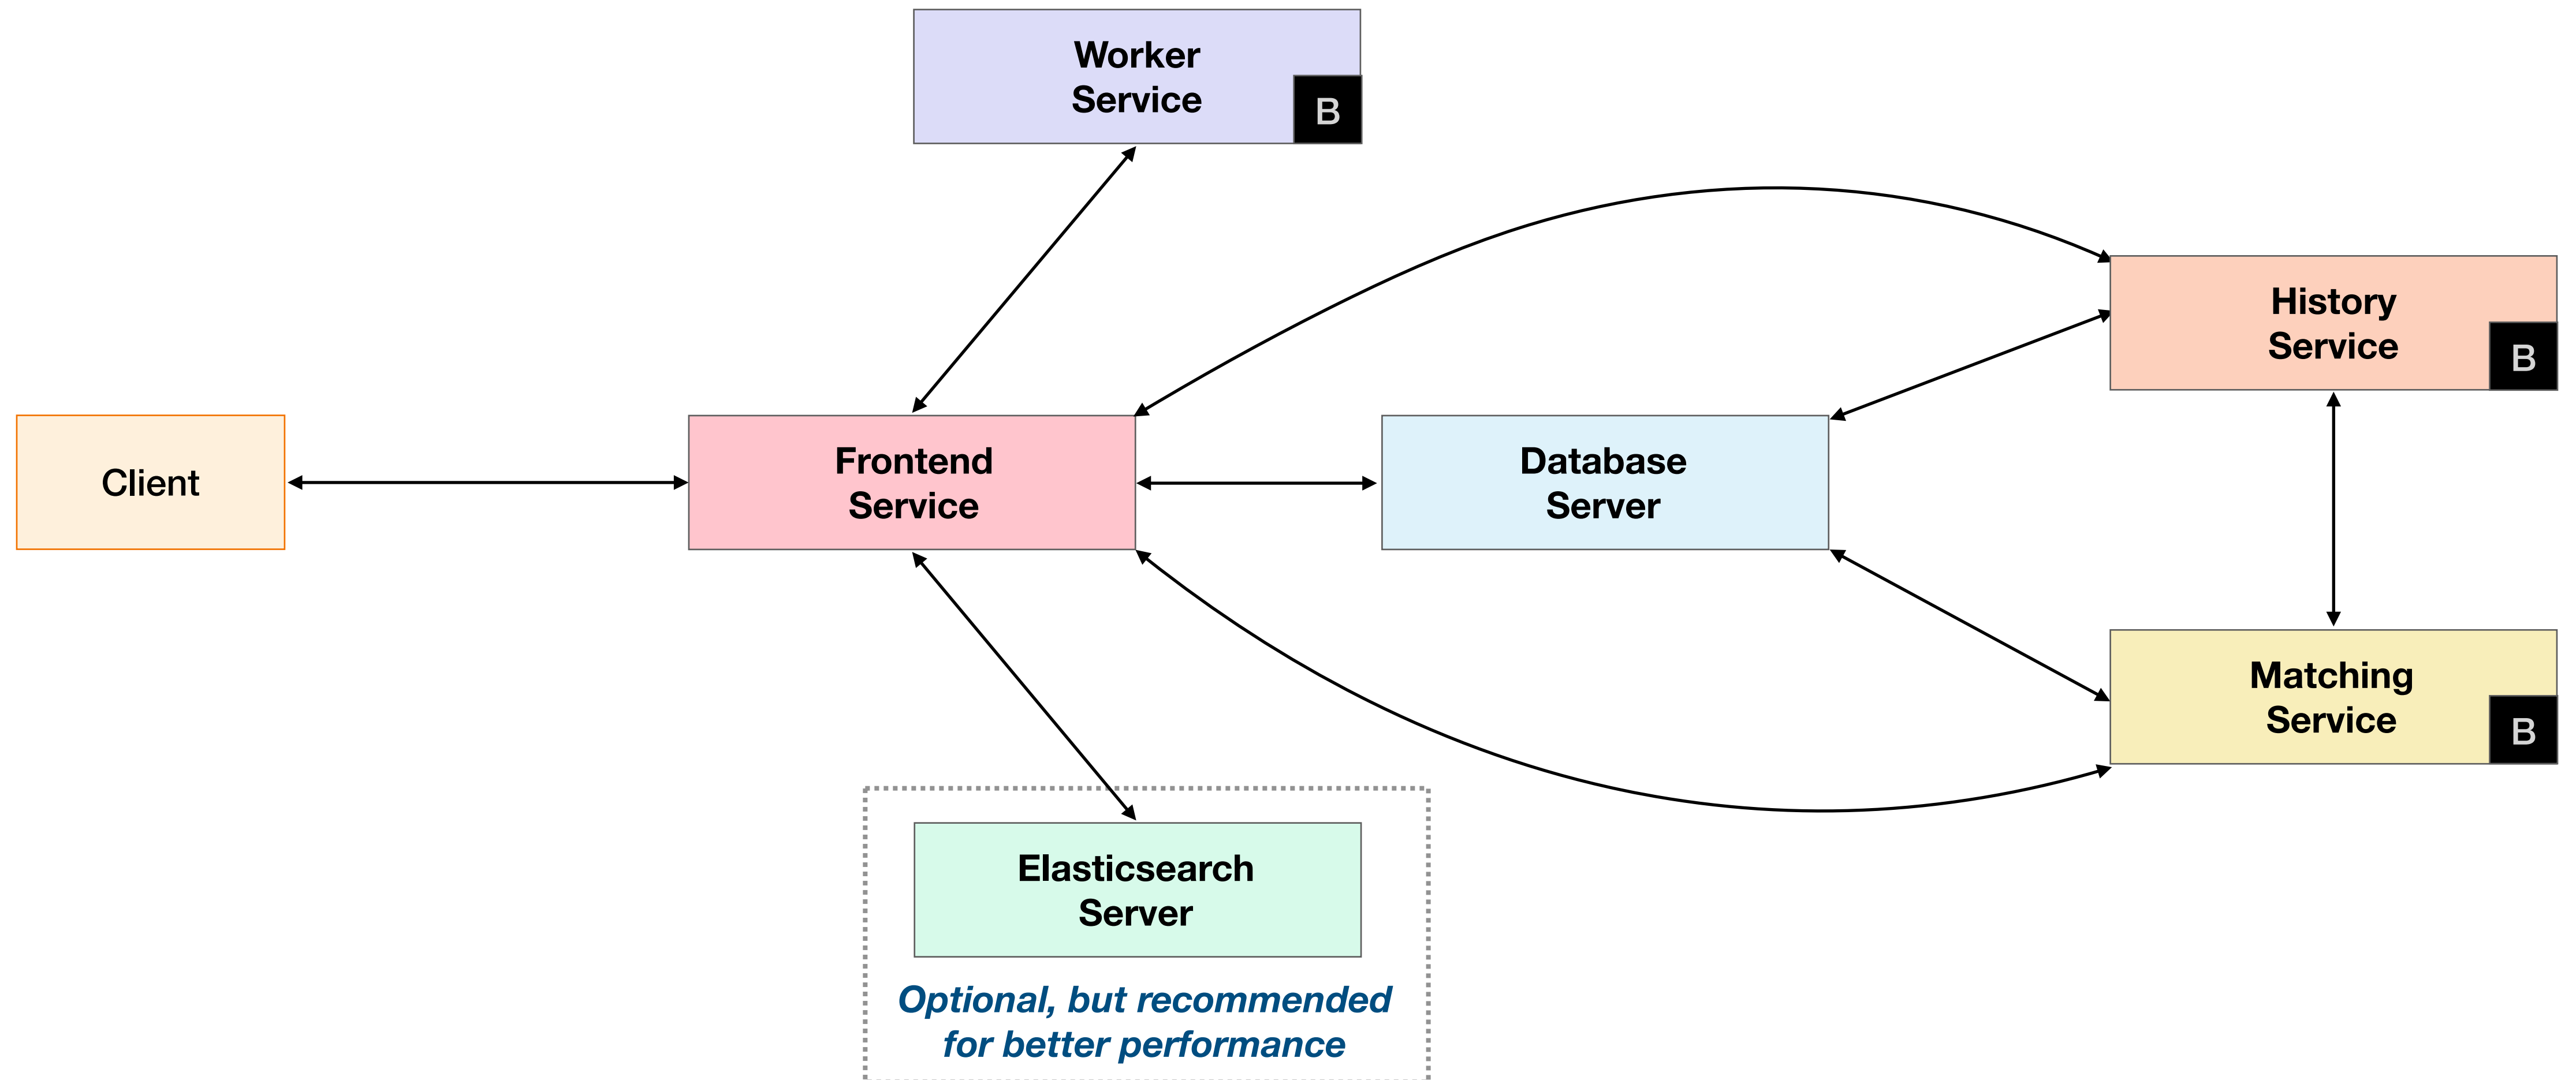 Worker
Service
B
History
Service
B
Client
Frontend
Service
Database
Server
Matching
Service
B
Elasticsearch
Server
Optional, but recommended
for better performance